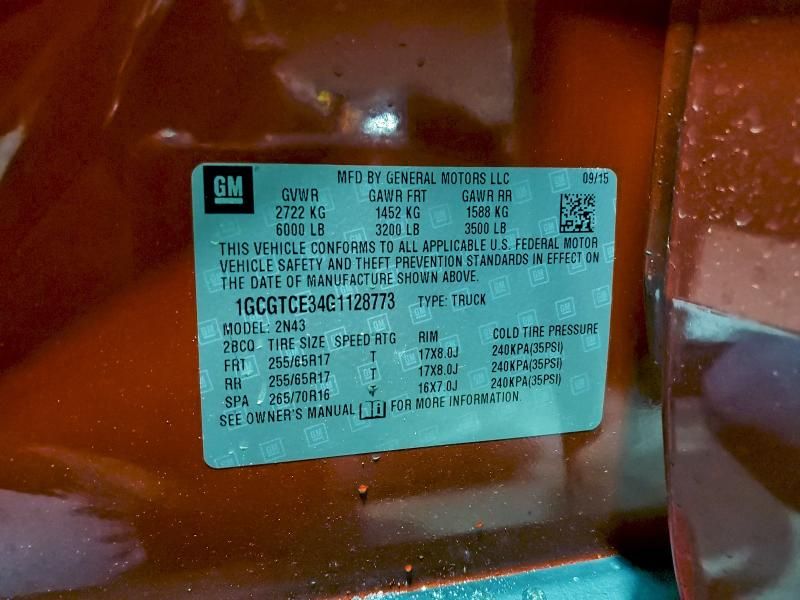 GM MFD BY GENERAL MOTORS LLC 09/15
GVWR GAWR FRT GAWR RR
2722 KG 1452 KG 1588 KG
6000 LB 3200 LB 3500 LB
THIS VEHICLE CONFORMS TO ALL APPLICABLE U.S. FEDERAL MOTOR
VEHICLE SAFETY AND THEFT PREVENTION STANDARDS IN EFFECT ON
THE DATE OF MANUFACTURE SHOWN ABOVE.
1GCGTCE34G1128773 TYPE: TRUCK
MODEL: 2N43
2BCQ TIRE SIZE SPEED RTG RIM COLD TIRE PRESSURE
FRT 255/65R17 T 17X8.0J 240KPA(35PSI)
RR 255/65R17 T 17X8.0J 240KPA(35PSI)
SPA 265/70R16 T 16X7.0J 240KPA(35PSI)
SEE OWNER'S MANUAL FOR MORE INFORMATION.